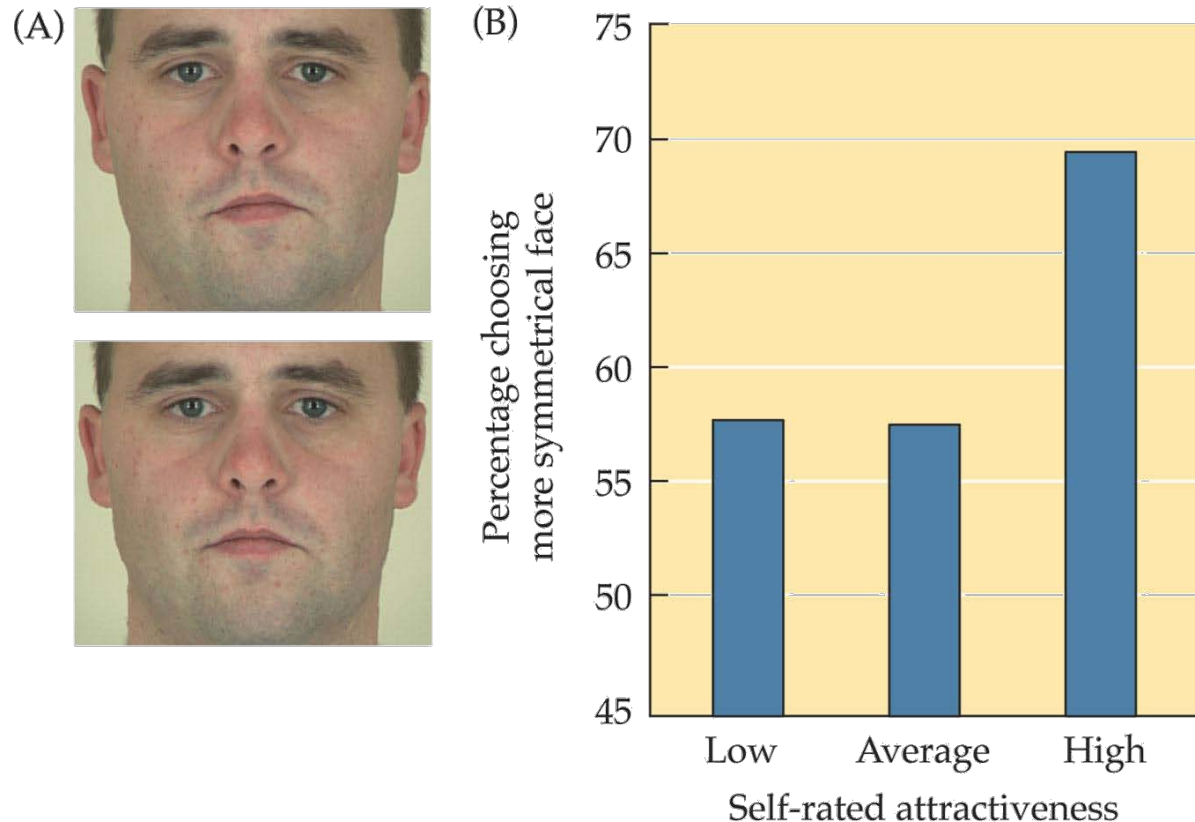 (A)
(B)
Percentage choosing
more symmetrical face
75
70
65
60
55
50
45
Low Average High
Self-rated attractiveness